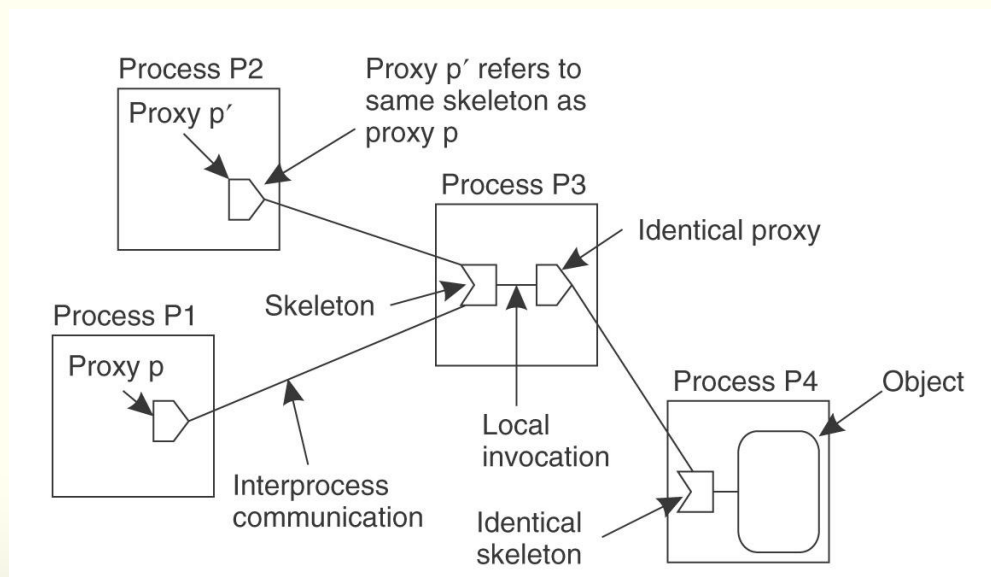 Process P2
Proxy p′
Proxy p′ refers to
same skeleton as
proxy p
Process P3
Identical proxy
Skeleton
Process P1
Proxy p
Interprocess
communication
Local
invocation
Process P4
Object
Identical
skeleton